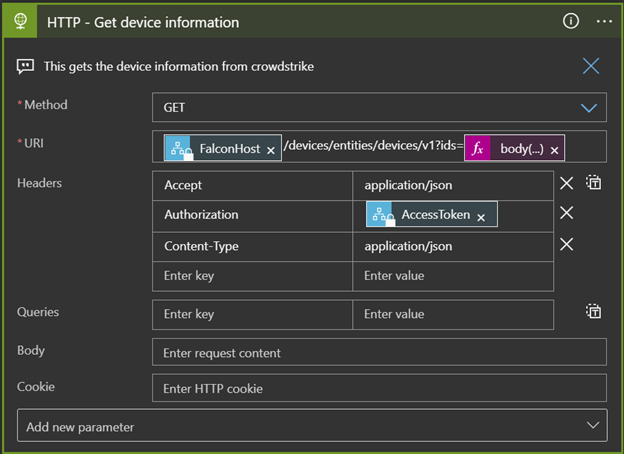 HTTP - Get device information
This gets the device information from crowdstrike
* Method GET
* URI FalconHost /devices/entities/devices/v1?ids= fx body(...)
Headers Accept application/json
Authorization AccessToken
Content-Type application/json
Enter key Enter value
Queries Enter key Enter value
Body Enter request content
Cookie Enter HTTP cookie
Add new parameter